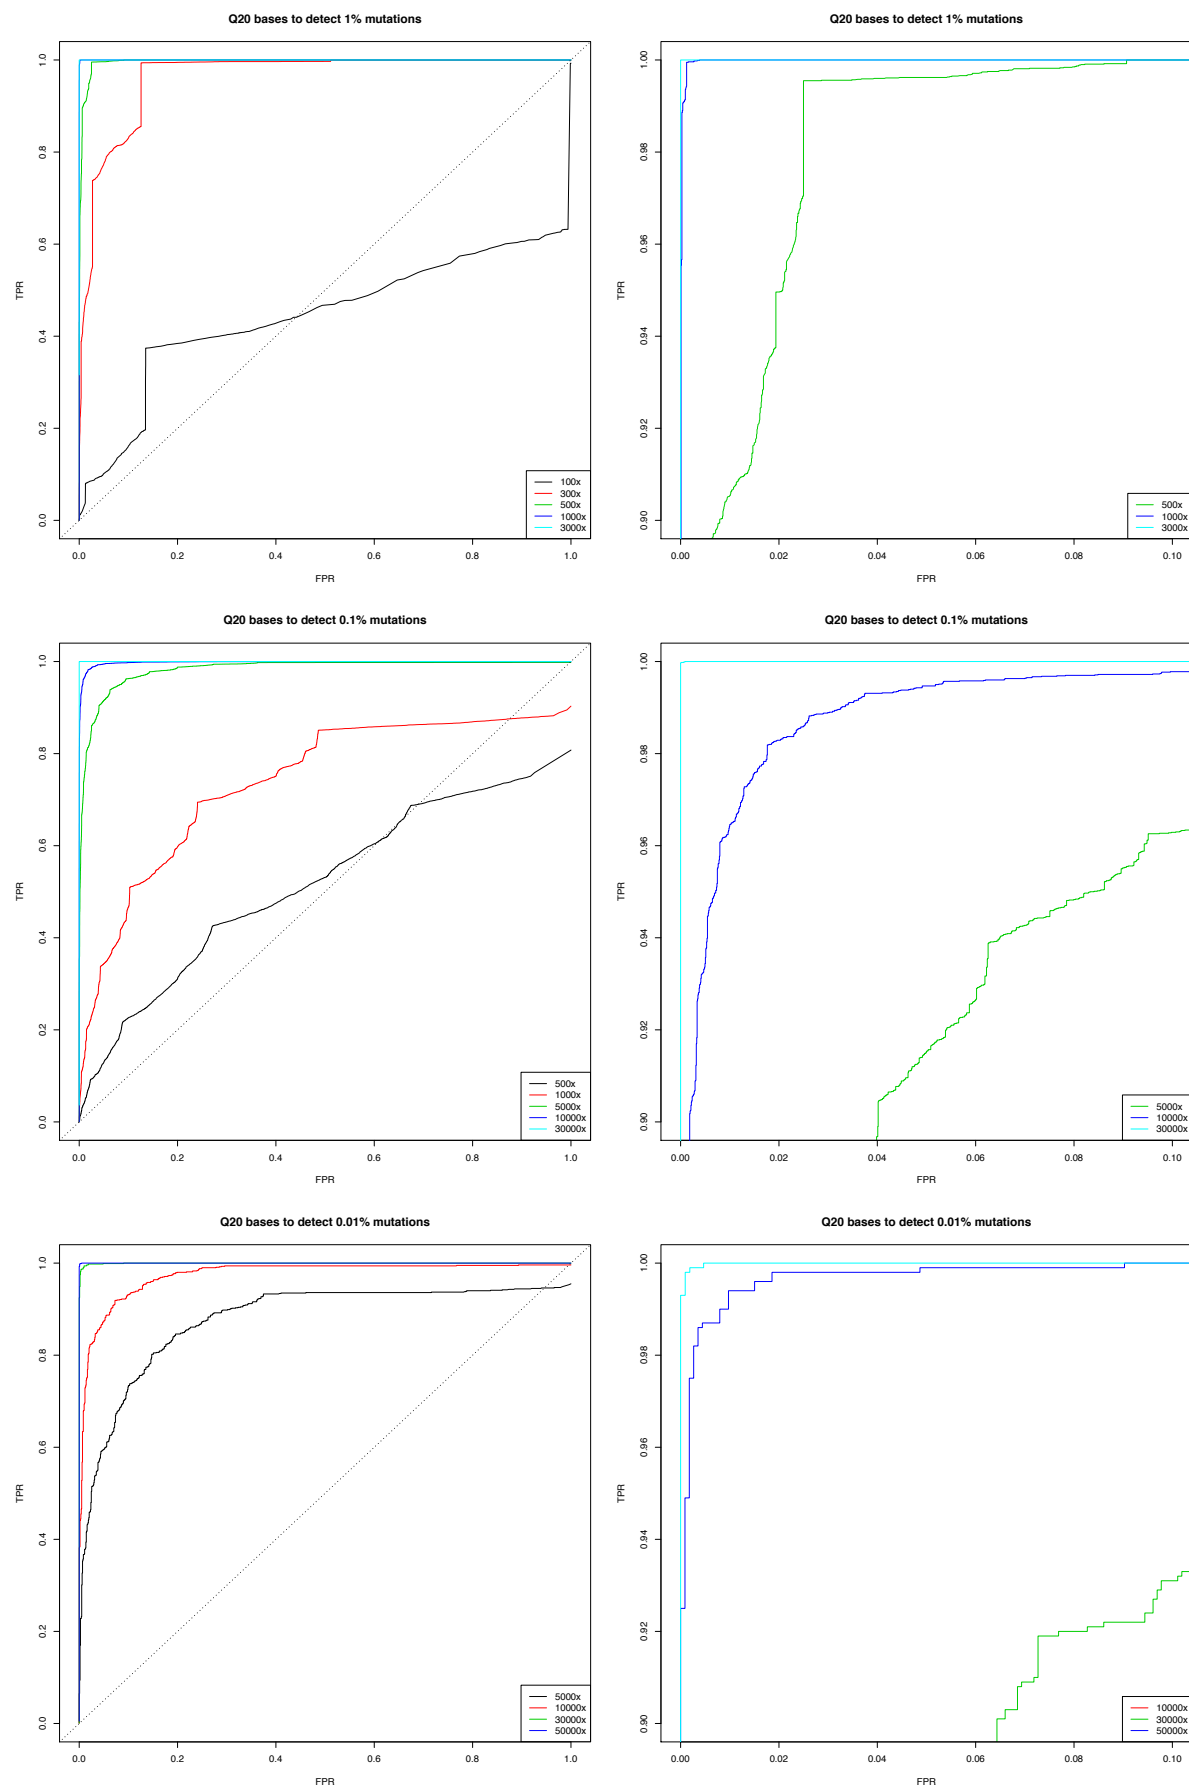 Q20 bases to detect 1% mutations
TPR
0.0 0.2 0.4 0.6 0.8 1.0
0.0 0.2 0.4 0.6 0.8 1.0
FPR
100x
300x
500x
1000x
3000x
Q20 bases to detect 1% mutations
TPR
0.90 0.92 0.94 0.96 0.98 1.00
0.00 0.02 0.04 0.06 0.08 0.10
FPR
500x
1000x
3000x
Q20 bases to detect 0.1% mutations
TPR
0.0 0.2 0.4 0.6 0.8 1.0
0.0 0.2 0.4 0.6 0.8 1.0
FPR
500x
1000x
5000x
10000x
30000x
Q20 bases to detect 0.1% mutations
TPR
0.90 0.92 0.94 0.96 0.98 1.00
0.00 0.02 0.04 0.06 0.08 0.10
FPR
5000x
10000x
30000x
Q20 bases to detect 0.01% mutations
TPR
0.0 0.2 0.4 0.6 0.8 1.0
0.0 0.2 0.4 0.6 0.8 1.0
FPR
5000x
10000x
30000x
50000x
Q20 bases to detect 0.01% mutations
TPR
0.90 0.92 0.94 0.96 0.98 1.00
0.00 0.02 0.04 0.06 0.08 0.10
FPR
10000x
30000x
50000x